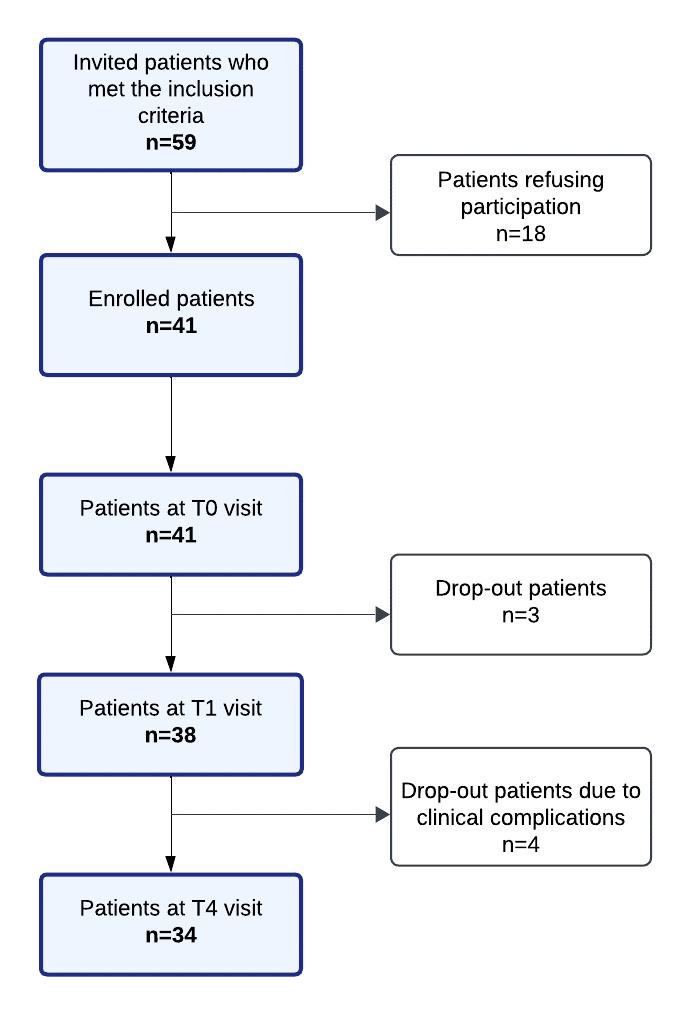 Invited patients who
met the inclusion
criteria
n=59
Patients refusing
participation
n=18
Enrolled patients
n=41
Patients at T0 visit
n=41
Drop-out patients
n=3
Patients at T1 visit
n=38
Drop-out patients due to
clinical complications
n=4
Patients at T4 visit
n=34